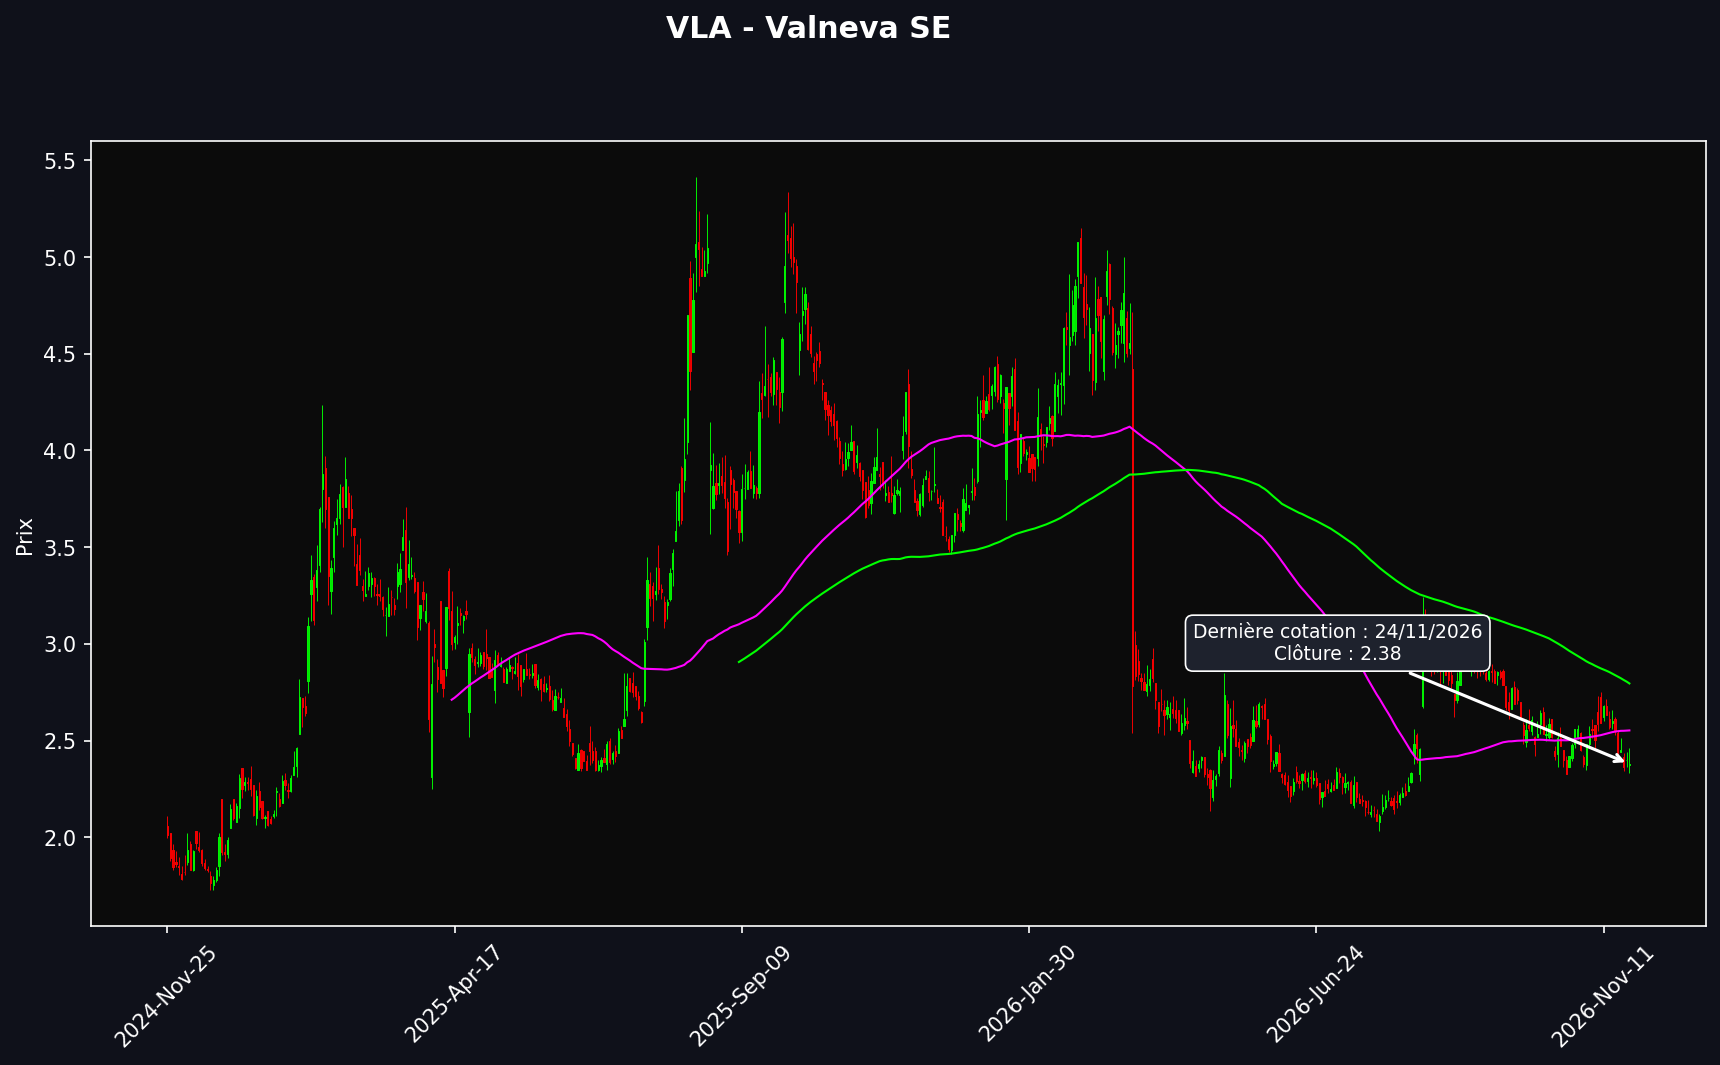 VLA - Valneva SE
Prix
5.5
5.0
4.5
4.0
3.5
3.0
2.5
2.0
Dernière cotation : 24/11/2026
Clôture : 2.38
2024-Nov-25
2025-Apr-17
2025-Sep-09
2026-Jan-30
2026-Jun-24
2026-Nov-11